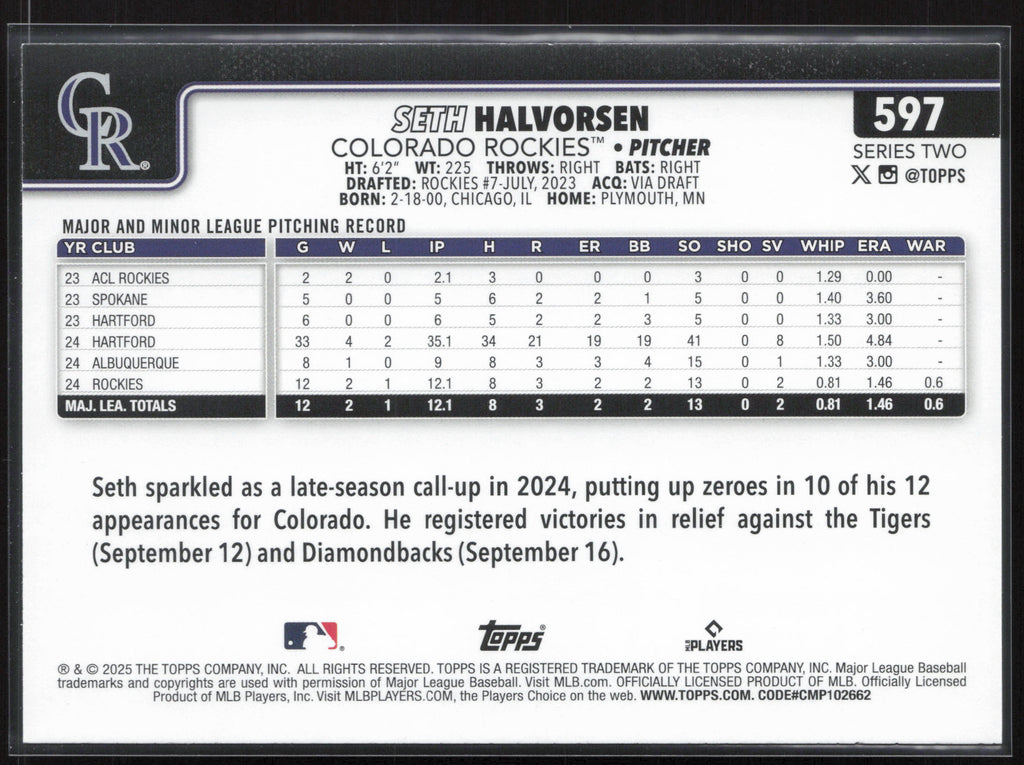 CR®
597
SETH HALVORSEN
COLORADO ROCKIES™ • PITCHER
SERIES TWO
HT: 6'2" WT: 225 THROWS: RIGHT BATS: RIGHT
@TOPPS
DRAFTED: ROCKIES #7-JULY, 2023 ACQ: VIA DRAFT
BORN: 2-18-00, CHICAGO, IL HOME: PLYMOUTH, MN
MAJOR AND MINOR LEAGUE PITCHING RECORD
YR CLUB G W L IP H R ER BB SO SHO SV WHIP ERA WAR
23 ACL ROCKIES 2 2 0 2.1 3 0 0 0 3 0 0 1.29 0.00 -
23 SPOKANE 5 0 0 5 6 2 2 1 5 0 0 1.40 3.60 -
23 HARTFORD 6 0 0 6 5 2 2 3 5 0 0 1.33 3.00 -
24 HARTFORD 33 4 2 35.1 34 21 19 19 41 0 8 1.50 4.84 -
24 ALBUQUERQUE 8 1 0 9 8 3 3 4 15 0 1 1.33 3.00 -
24 ROCKIES 12 2 1 12.1 8 3 2 2 13 0 2 0.81 1.46 0.6
MAJ. LEA. TOTALS 12 2 1 12.1 8 3 2 2 13 0 2 0.81 1.46 0.6
Seth sparkled as a late-season call-up in 2024, putting up zeroes in 10 of his 12
appearances for Colorado. He registered victories in relief against the Tigers
(September 12) and Diamondbacks (September 16).
Topps® MLB PLAYERS
® & © 2025 THE TOPPS COMPANY, INC. ALL RIGHTS RESERVED. TOPPS IS A REGISTERED TRADEMARK OF THE TOPPS COMPANY, INC. Major League Baseball
trademarks and copyrights are used with permission of Major League Baseball. Visit MLB.com. OFFICIALLY LICENSED PRODUCT OF MLB. Officially Licensed
Product of MLB Players, Inc. Visit MLBPLAYERS.COM, the Players Choice on the web. WWW.TOPPS.COM. CODE#CMP102662